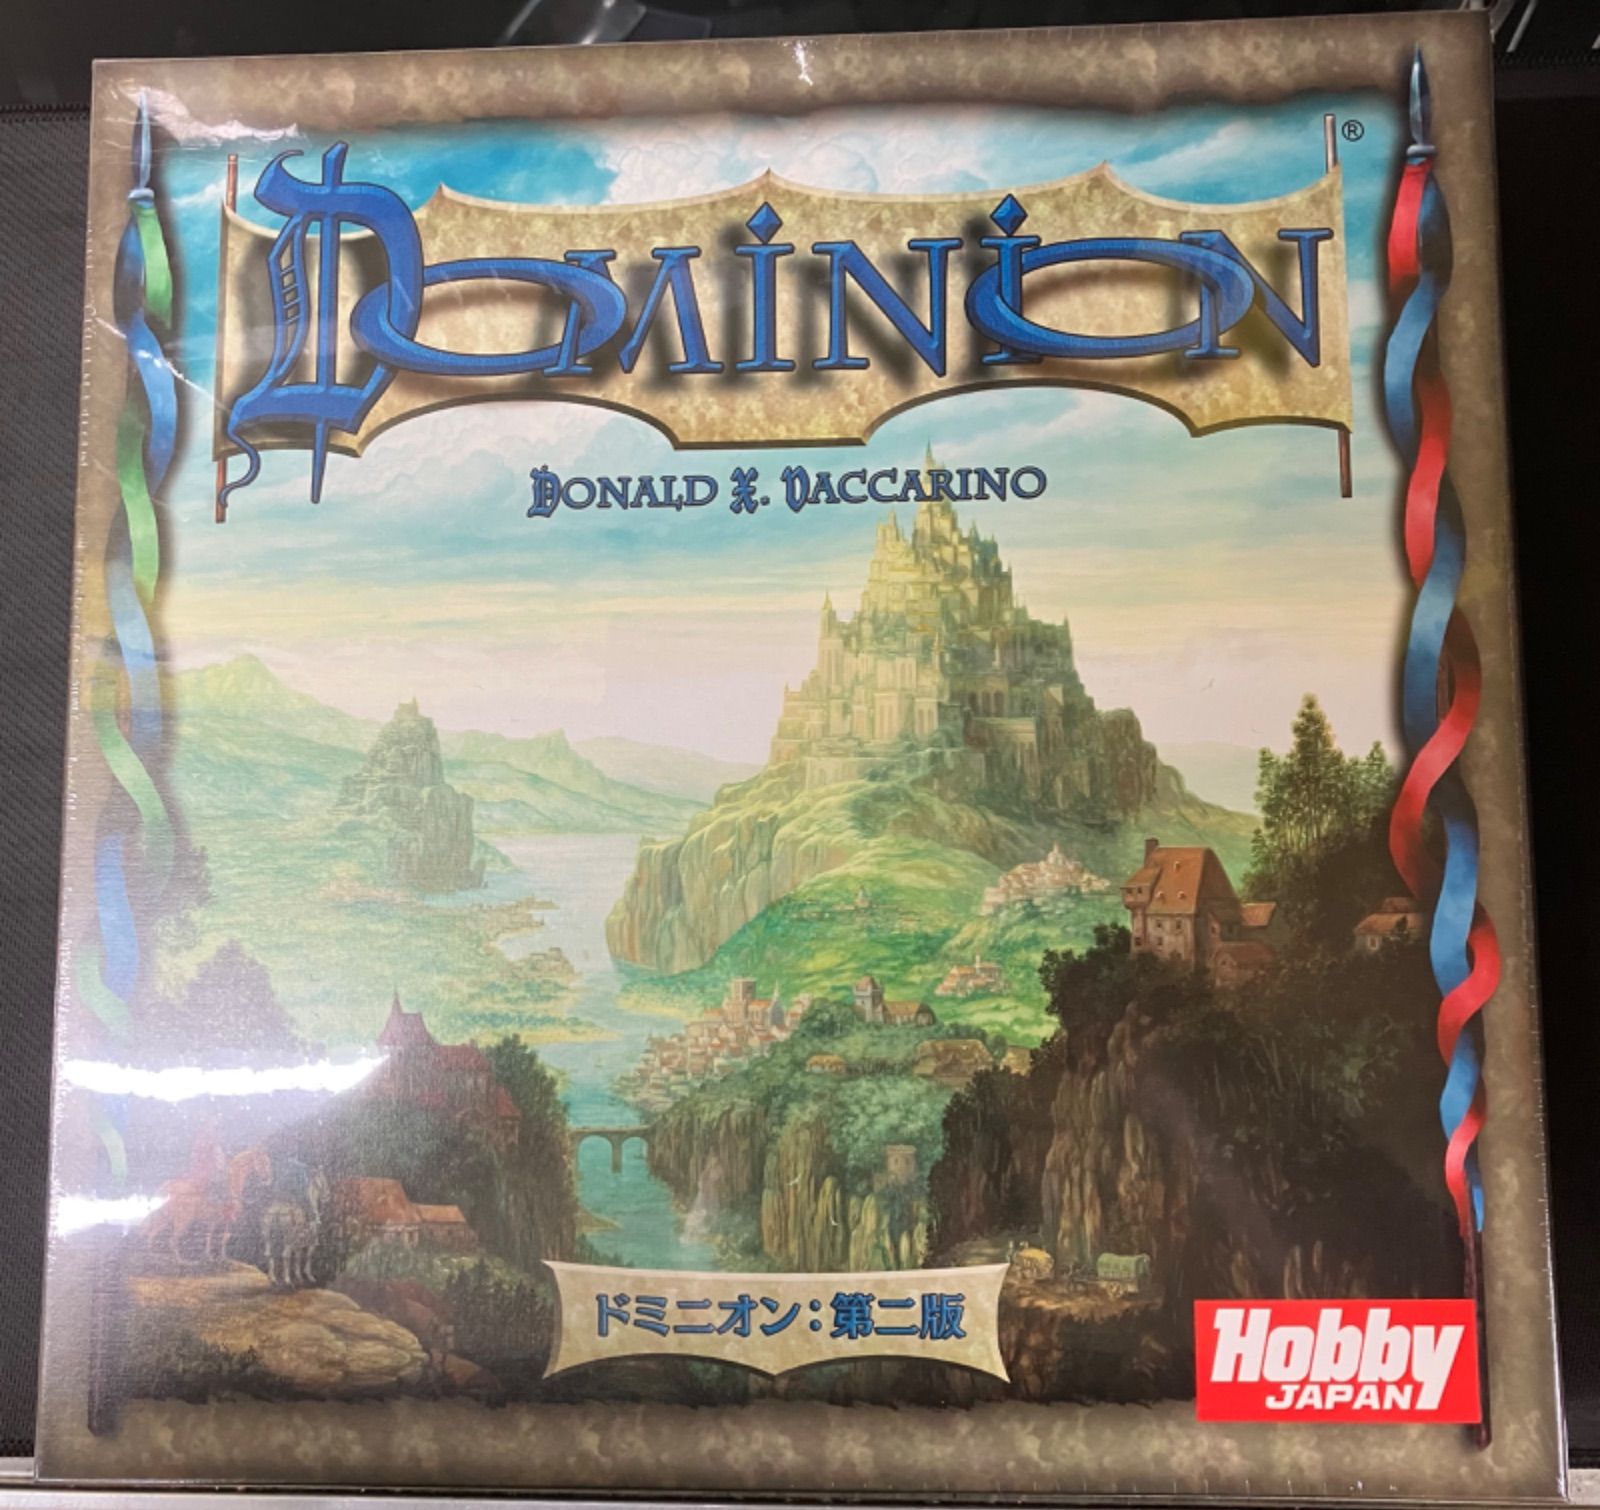 DOMINION
®
DONALD X. VACCARINO
ドミニオン：第二版
Hobby
JAPAN